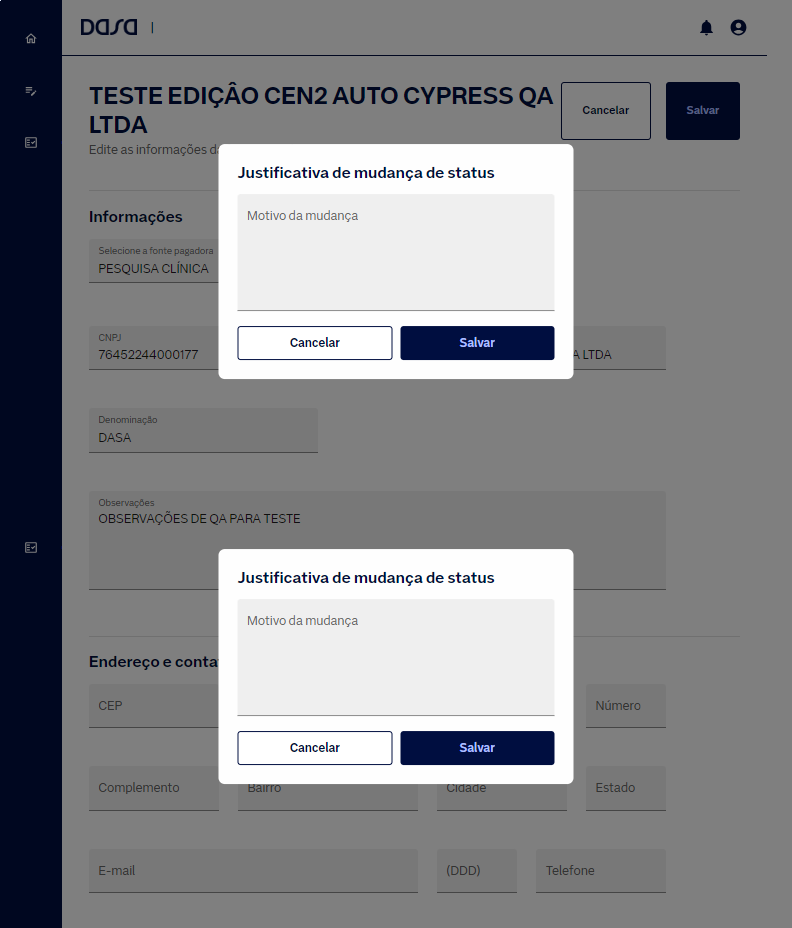 DASA
TESTE EDIÇÂO CEN2 AUTO CYPRESS QA
LTDA
Cancelar
Salvar
Edite as informações
Justificativa de mudança de status
Motivo da mudança
Cancelar
Salvar
Informações
Selecione a fonte pagadora
PESQUISA CLÍNICA
CNPJ
76452244000177
A LTDA
Denominação
DASA
Observações
OBSERVAÇÕES DE QA PARA TESTE
Justificativa de mudança de status
Motivo da mudança
Cancelar
Salvar
Endereço e conta
CEP
Número
Complemento
Bairro
Cidade
Estado
E-mail
(DDD)
Telefone